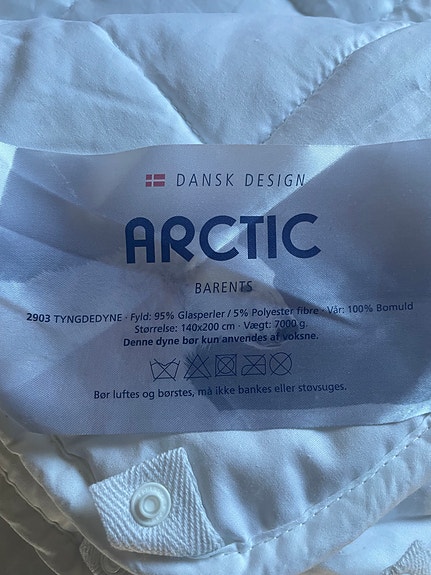 DANSK DESIGN
ARCTIC
BARENTS
2903 TYNGDEDYNE · Fyld: 95% Glasperler / 5% Polyester fibre · Vår: 100% Bomuld
Størrelse: 140x200 cm · Vægt: 7000 g.
Denne dyne bør kun anvendes af voksne.
Bør luftes og børstes, må ikke bankes eller støvsuges.